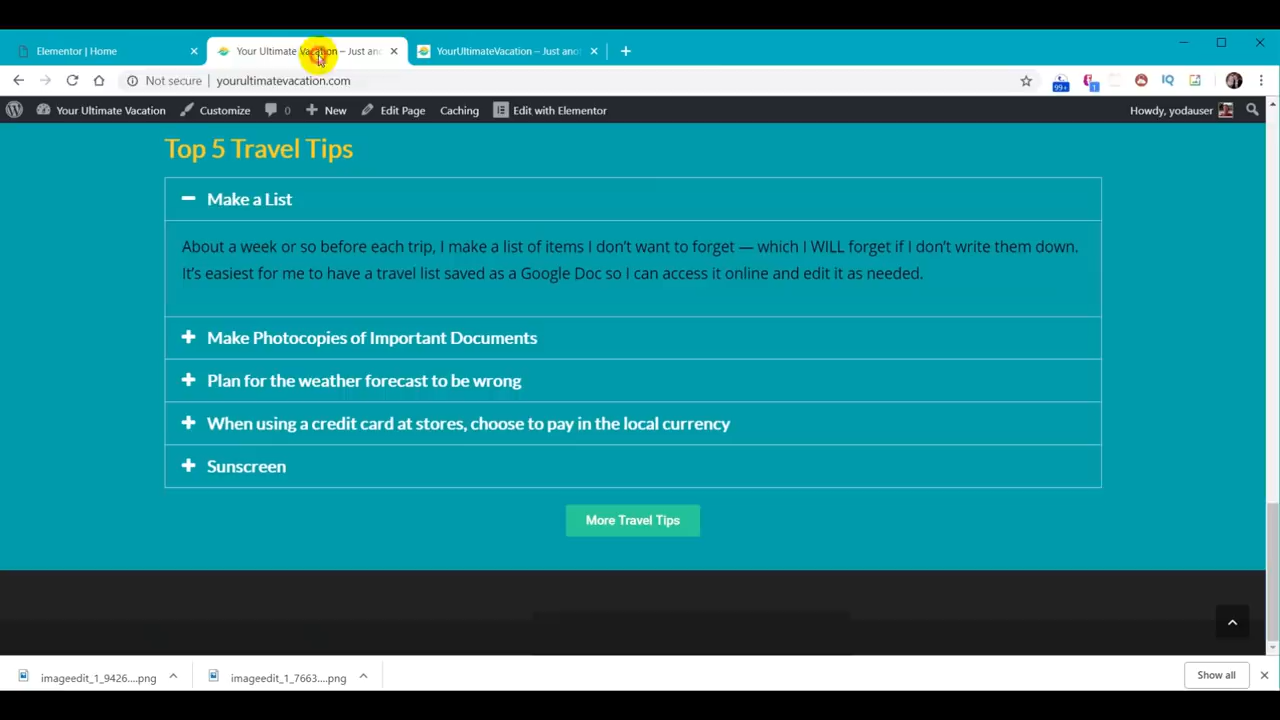 Elementor | Home
Your Ultimate Vacation – Just an
YourUltimateVacation – Just ano
Not secure | yourultimatevacation.com
99+
1
IQ
Your Ultimate Vacation
Customize
0
New
Edit Page
Caching
Edit with Elementor
Howdy, yodauser
Top 5 Travel Tips
Make a List
About a week or so before each trip, I make a list of items I don't want to forget — which I WILL forget if I don't write them down.
It's easiest for me to have a travel list saved as a Google Doc so I can access it online and edit it as needed.
Make Photocopies of Important Documents
Plan for the weather forecast to be wrong
When using a credit card at stores, choose to pay in the local currency
Sunscreen
More Travel Tips
imageedit_1_9426....png
imageedit_1_7663....png
Show all